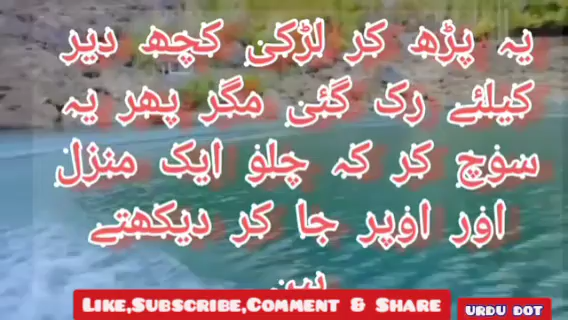 یہ پڑھ کر لڑکی کچھ دیر
کیلئے رک گئی مگر پھر یہ
سوچ کر کہ چلو ایک منزل
اور اوپر جا کر دیکھتے
Like,Subscribe,Comment & Share
URDU DOT